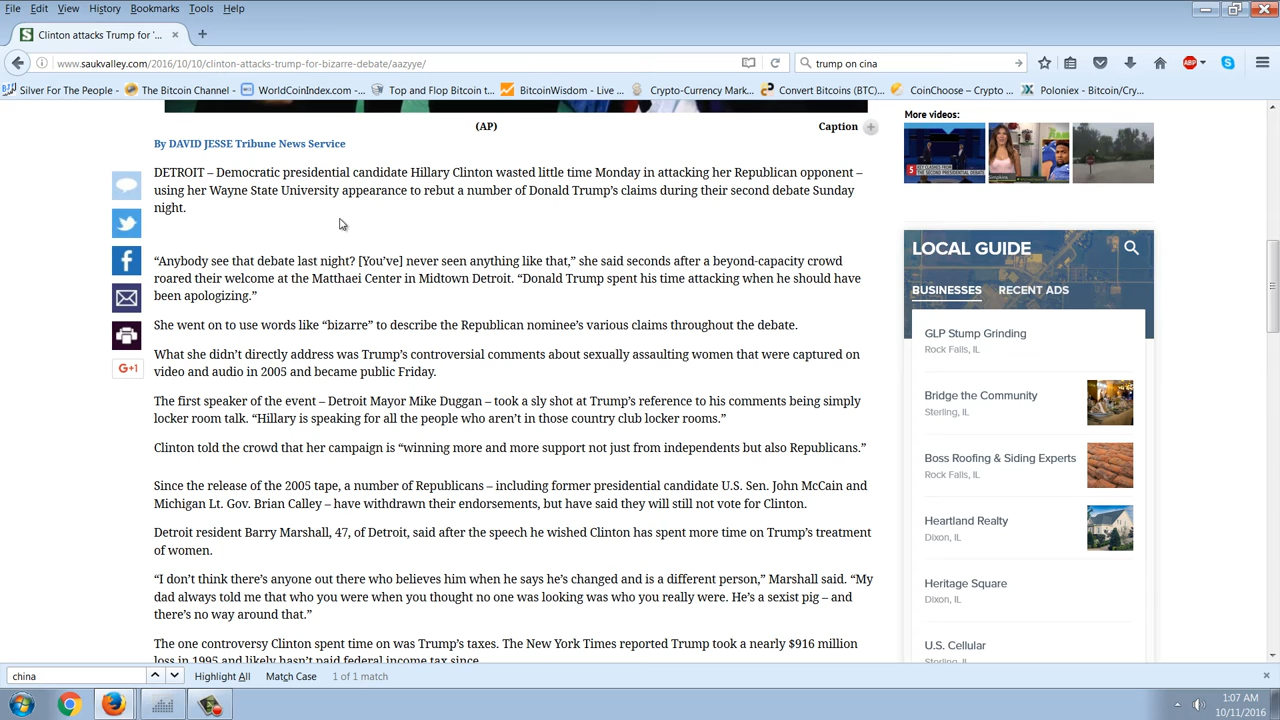 File Edit View History Bookmarks Tools Help
S Clinton attacks Trump for '... × +
www.saukvalley.com/2016/10/10/clinton-attacks-trump-for-bizarre-debate/aazyye/ trump on cina ABP
Silver For The People - ... The Bitcoin Channel - ... WorldCoinIndex.com -... Top and Flop Bitcoin t... BitcoinWisdom - Live ... Crypto-Currency Mark... Convert Bitcoins (BTC)... CoinChoose – Crypto ... Poloniex - Bitcoin/Cry...
(AP) Caption +
By DAVID JESSE Tribune News Service
DETROIT – Democratic presidential candidate Hillary Clinton wasted little time Monday in attacking her Republican opponent –
using her Wayne State University appearance to rebut a number of Donald Trump's claims during their second debate Sunday
night.
“Anybody see that debate last night? [You've] never seen anything like that,” she said seconds after a beyond-capacity crowd
roared their welcome at the Matthaei Center in Midtown Detroit. “Donald Trump spent his time attacking when he should have
been apologizing.”
She went on to use words like “bizarre” to describe the Republican nominee's various claims throughout the debate.
What she didn't directly address was Trump's controversial comments about sexually assaulting women that were captured on
video and audio in 2005 and became public Friday.
The first speaker of the event – Detroit Mayor Mike Duggan – took a sly shot at Trump's reference to his comments being simply
locker room talk. “Hillary is speaking for all the people who aren't in those country club locker rooms.”
Clinton told the crowd that her campaign is “winning more and more support not just from independents but also Republicans.”
Since the release of the 2005 tape, a number of Republicans – including former presidential candidate U.S. Sen. John McCain and
Michigan Lt. Gov. Brian Calley – have withdrawn their endorsements, but have said they will still not vote for Clinton.
Detroit resident Barry Marshall, 47, of Detroit, said after the speech he wished Clinton has spent more time on Trump's treatment
of women.
“I don't think there's anyone out there who believes him when he says he's changed and is a different person,” Marshall said. “My
dad always told me that who you were when you thought no one was looking was who you really were. He's a sexist pig – and
there's no way around that.”
The one controversy Clinton spent time on was Trump's taxes. The New York Times reported Trump took a nearly $916 million
loss in 1995 and likely hasn't paid federal income tax since.
G+1
More videos:
LOCAL GUIDE
BUSINESSES RECENT ADS
GLP Stump Grinding
Rock Falls, IL
Bridge the Community
Sterling, IL
Boss Roofing & Siding Experts
Rock Falls, IL
Heartland Realty
Dixon, IL
Heritage Square
Dixon, IL
U.S. Cellular
Sterling, IL
china Highlight All Match Case 1 of 1 match
1:07 AM
10/11/2016